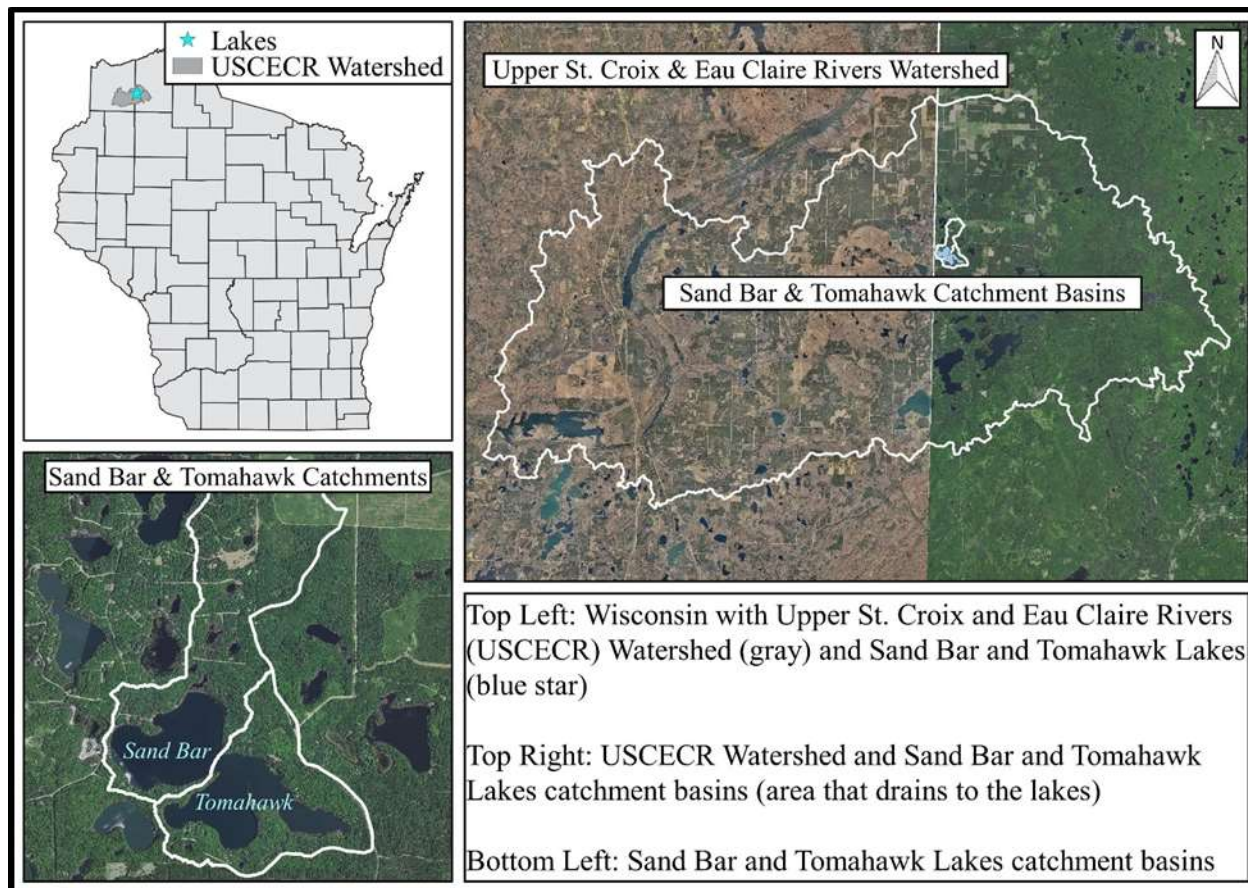 Lakes
USCECR Watershed
Upper St. Croix & Eau Claire Rivers Watershed
N
Sand Bar & Tomahawk Catchment Basins
Sand Bar & Tomahawk Catchments
Sand Bar
Tomahawk
Top Left: Wisconsin with Upper St. Croix and Eau Claire Rivers
(USCECR) Watershed (gray) and Sand Bar and Tomahawk Lakes
(blue star)
Top Right: USCECR Watershed and Sand Bar and Tomahawk
Lakes catchment basins (area that drains to the lakes)
Bottom Left: Sand Bar and Tomahawk Lakes catchment basins